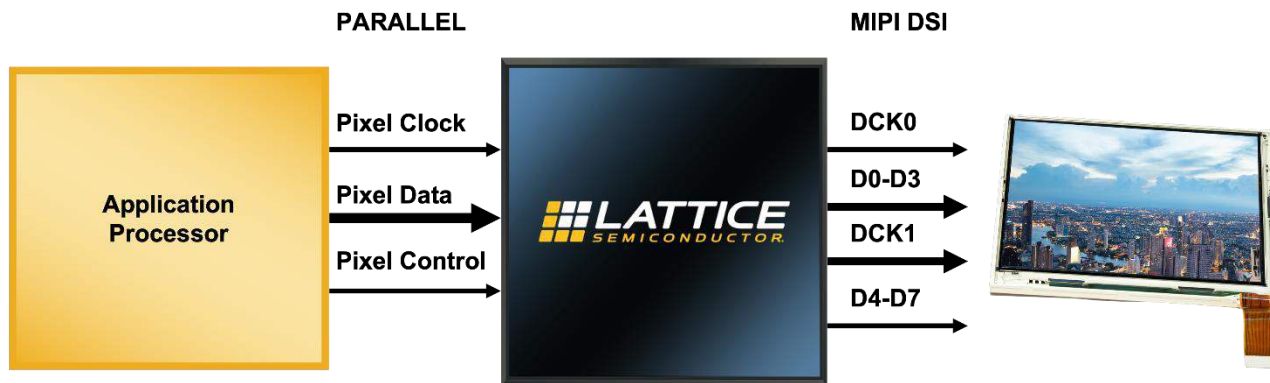 PARALLEL
MIPI DSI
Application
Processor
Pixel Clock
Pixel Data
Pixel Control
LATTICE
SEMICONDUCTOR.
DCK0
D0-D3
DCK1
D4-D7